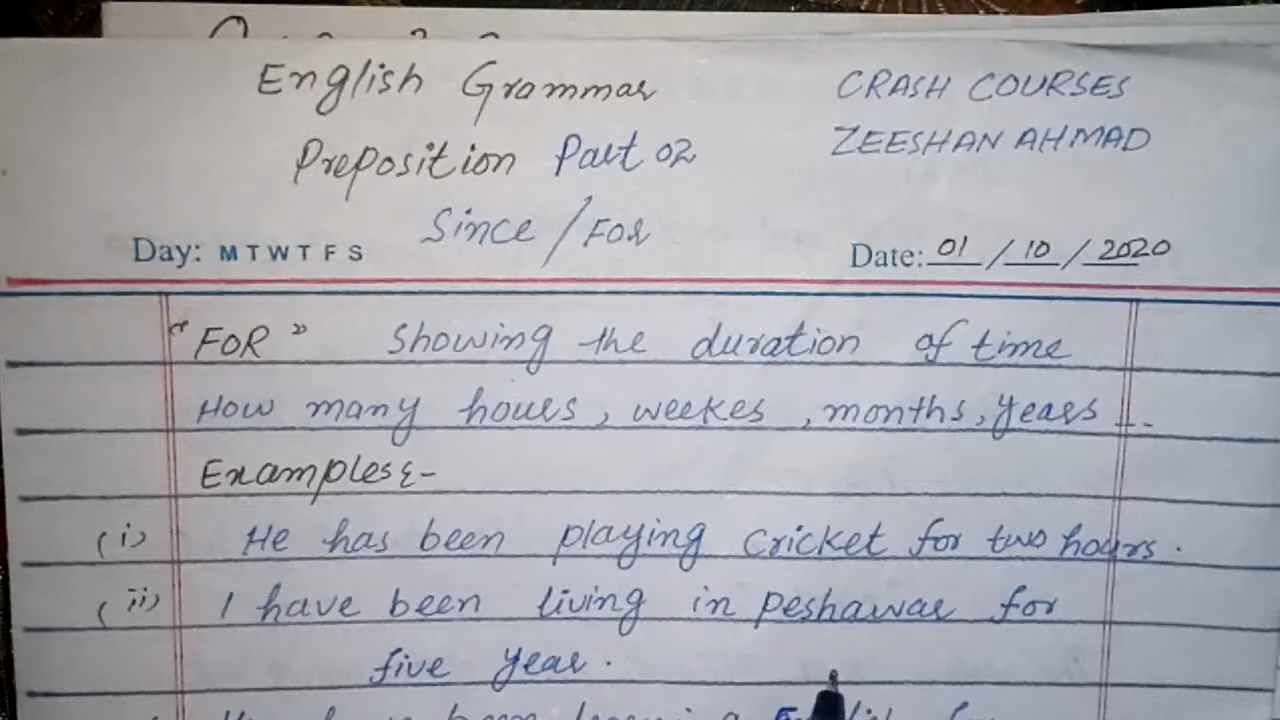 English Grammar
CRASH COURSES
Preposition Part 02
ZEESHAN AHMAD
Since / For
Day: M T W T F S
Date: 01 / 10 / 2020
"FOR" Showing the duration of time
How many hours, weekes, months, years ...
Examples:-
(i) He has been playing cricket for two hours.
(ii) I have been living in peshawar for
five year.